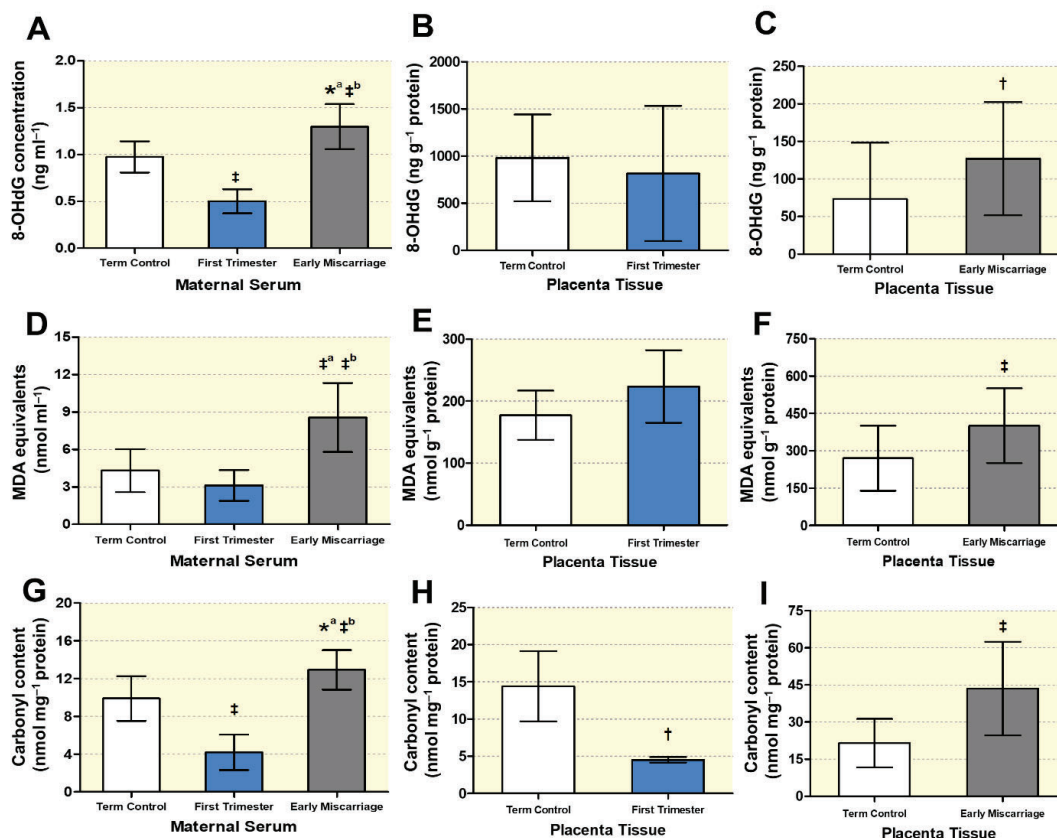 A
8-OHdG concentration
(ng ml⁻¹)
2.0
1.5
1.0
0.5
0.0
‡
*ᵃ ‡ᵇ
Term Control
First Trimester
Early Miscarriage
Maternal Serum
B
8-OHdG (ng g⁻¹ protein)
2000
1500
1000
500
0
Term Control
First Trimester
Placenta Tissue
C
8-OHdG (ng g⁻¹ protein)
250
200
150
100
50
0
†
Term Control
Early Miscarriage
Placenta Tissue
D
MDA equivalents
(nmol ml⁻¹)
15
12
9
6
3
0
‡ᵃ ‡ᵇ
Term Control
First Trimester
Early Miscarriage
Maternal Serum
E
MDA equivalents
(nmol g⁻¹ protein)
300
200
100
0
Term Control
First Trimester
Placenta Tissue
F
MDA equivalents
(nmol g⁻¹ protein)
750
600
450
300
150
0
‡
Term Control
Early Miscarriage
Placenta Tissue
G
Carbonyl content
(nmol mg⁻¹ protein)
20
16
12
8
4
0
‡
*ᵃ ‡ᵇ
Term Control
First Trimester
Early Miscarriage
Maternal Serum
H
Carbonyl content
(nmol mg⁻¹ protein)
25
20
15
10
5
0
†
Term Control
First Trimester
Placenta Tissue
I
Carbonyl content
(nmol mg⁻¹ protein)
75
60
45
30
15
0
‡
Term Control
Early Miscarriage
Placenta Tissue